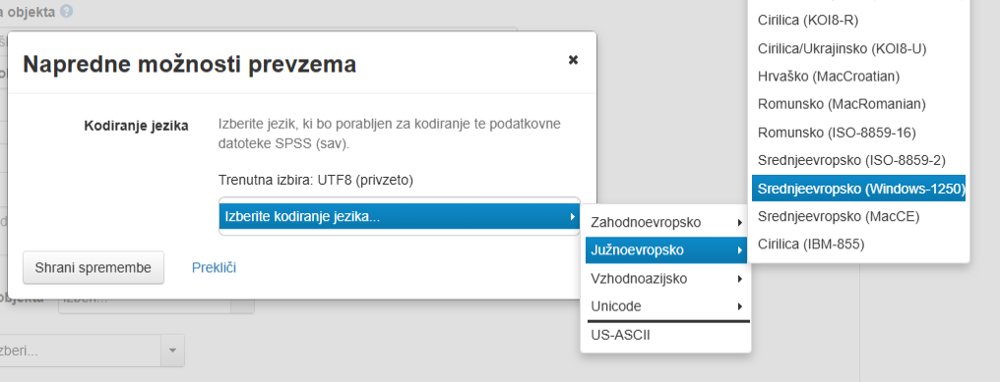 a objekta
Napredne možnosti prevzema
Kodiranje jezika
Izberite jezik, ki bo porabljen za kodiranje te podatkovne
datoteke SPSS (sav).
Trenutna izbira: UTF8 (privzeto)
Izberite kodiranje jezika...
Shrani spremembe
Prekliči
Zahodnoevropsko
Južnoevropsko
Vzhodnoazijsko
Unicode
US-ASCII
Cirilica (KOI8-R)
Cirilica/Ukrajinsko (KOI8-U)
Hrvaško (MacCroatian)
Romunsko (MacRomanian)
Romunsko (ISO-8859-16)
Srednjeevropsko (ISO-8859-2)
Srednjeevropsko (Windows-1250)
Srednjeevropsko (MacCE)
Cirilica (IBM-855)
objekta
zberi...